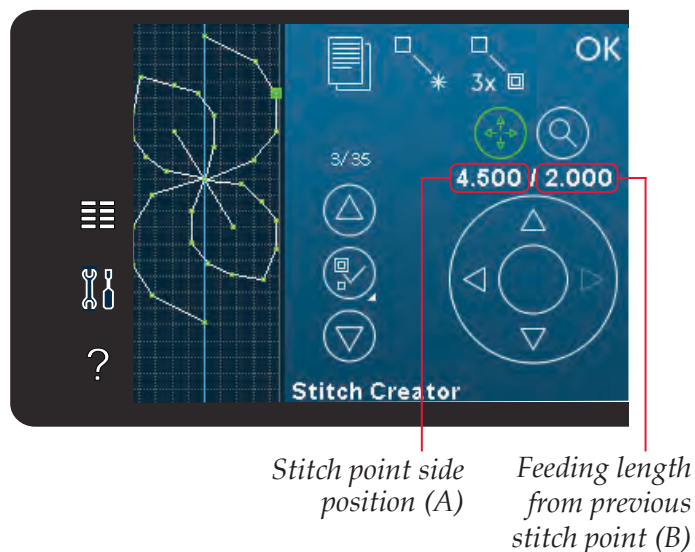 OK
3x
3/35
4.500 / 2.000
?
Stitch Creator
Stitch point side
position (A)
Feeding length
from previous
stitch point (B)